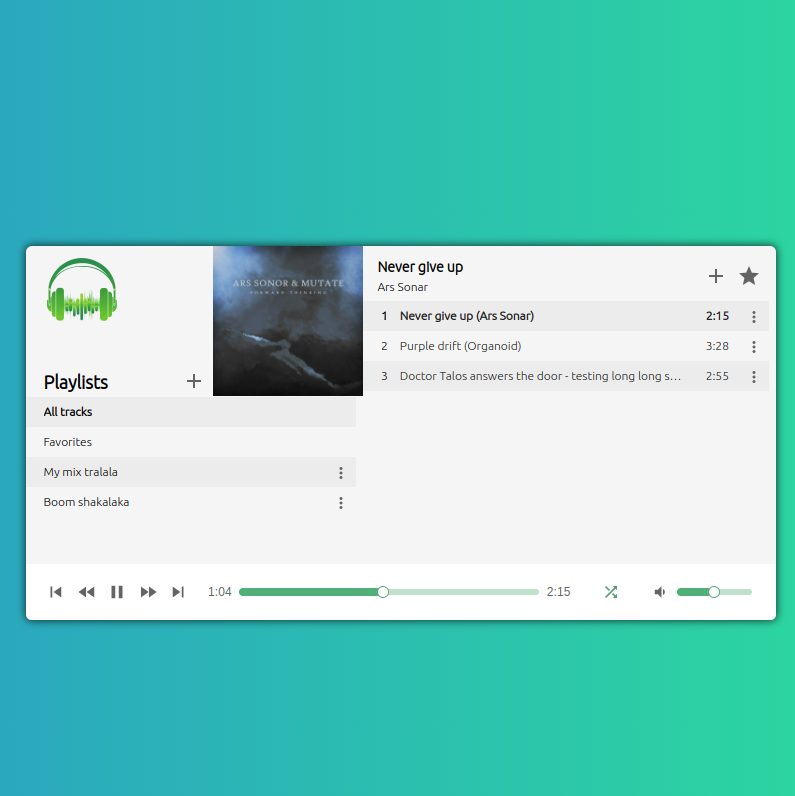 ARS SONOR & MUTATE
FORWARD THINKING
Playlists
All tracks
Favorites
My mix tralala
Boom shakalaka
Never give up
Ars Sonar
1 Never give up (Ars Sonar) 2:15
2 Purple drift (Organoid) 3:28
3 Doctor Talos answers the door - testing long long s... 2:55
1:04 2:15